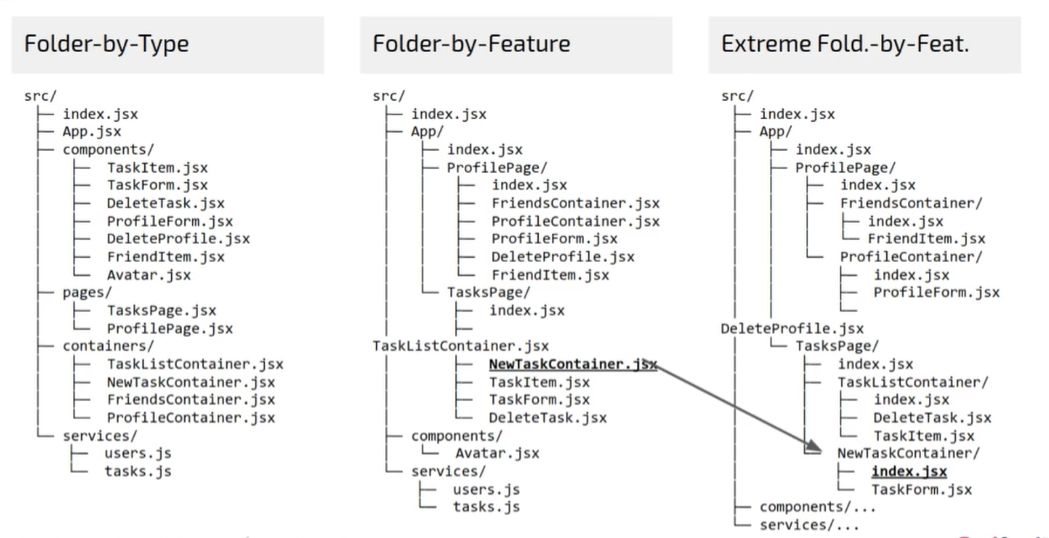 Folder-by-Type
src/
├─ index.jsx
├─ App.jsx
├─ components/
│  ├─ TaskItem.jsx
│  ├─ TaskForm.jsx
│  ├─ DeleteTask.jsx
│  ├─ ProfileForm.jsx
│  ├─ DeleteProfile.jsx
│  ├─ FriendItem.jsx
│  └─ Avatar.jsx
├─ pages/
│  ├─ TasksPage.jsx
│  └─ ProfilePage.jsx
├─ containers/
│  ├─ TaskListContainer.jsx
│  ├─ NewTaskContainer.jsx
│  ├─ FriendsContainer.jsx
│  └─ ProfileContainer.jsx
└─ services/
   ├─ users.js
   └─ tasks.js
Folder-by-Feature
src/
├─ index.jsx
├─ App/
│  ├─ index.jsx
│  ├─ ProfilePage/
│  │  ├─ index.jsx
│  │  ├─ FriendsContainer.jsx
│  │  ├─ ProfileContainer.jsx
│  │  ├─ ProfileForm.jsx
│  │  ├─ DeleteProfile.jsx
│  │  └─ FriendItem.jsx
│  └─ TasksPage/
│     ├─ index.jsx
│     ├─
TaskListContainer.jsx
│     ├─ NewTaskContainer.jsx
│     ├─ TaskItem.jsx
│     ├─ TaskForm.jsx
│     └─ DeleteTask.jsx
├─ components/
│  └─ Avatar.jsx
└─ services/
   ├─ users.js
   └─ tasks.js
Extreme Fold.-by-Feat.
src/
├─ index.jsx
├─ App/
│  ├─ index.jsx
│  ├─ ProfilePage/
│  │  ├─ index.jsx
│  │  ├─ FriendsContainer/
│  │  │  ├─ index.jsx
│  │  │  └─ FriendItem.jsx
│  │  └─ ProfileContainer/
│  │     ├─ index.jsx
│  │     ├─ ProfileForm.jsx
│  │     └─
DeleteProfile.jsx
│  └─ TasksPage/
│     ├─ index.jsx
│     ├─ TaskListContainer/
│     │  ├─ index.jsx
│     │  ├─ DeleteTask.jsx
│     │  └─ TaskItem.jsx
│     └─ NewTaskContainer/
│        ├─ index.jsx
│        └─ TaskForm.jsx
├─ components/...
└─ services/...